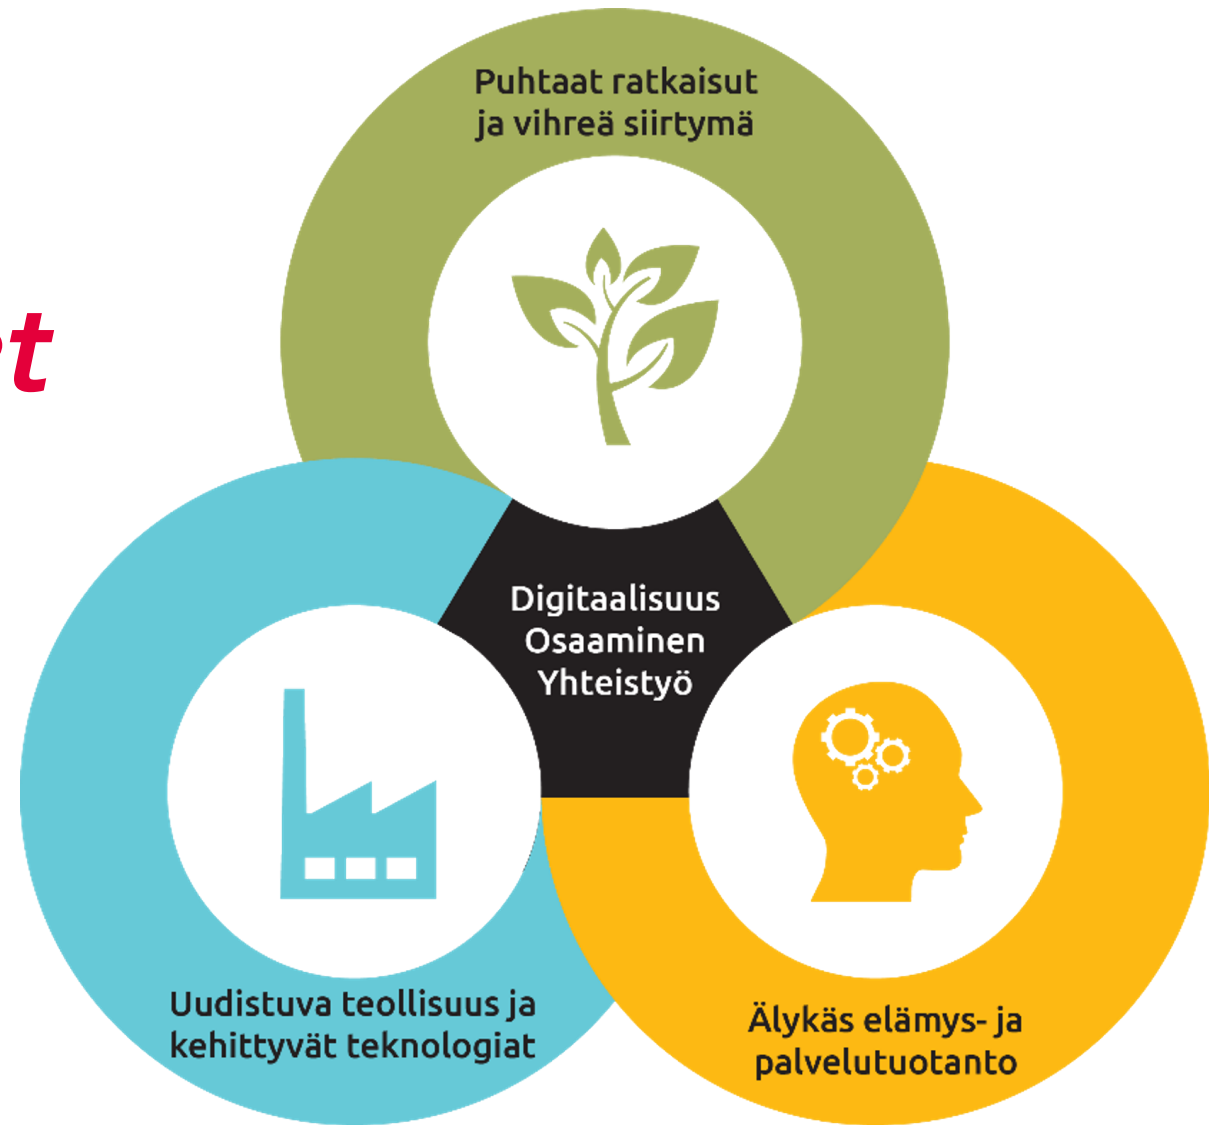 Puhtaat ratkaisut
ja vihreä siirtymä
Digitaalisuus
Osaaminen
Yhteistyö
Uudistuva teollisuus ja
kehittyvät teknologiat
Älykäs elämys- ja
palvelutuotanto